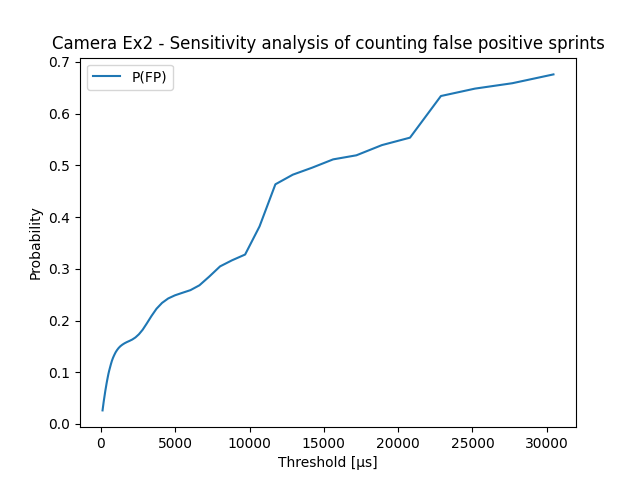 Camera Ex2 - Sensitivity analysis of counting false positive sprints
P(FP)
0.7
0.6
0.5
0.4
0.3
0.2
0.1
0.0
Probability
0 5000 10000 15000 20000 25000 30000
Threshold [μs]